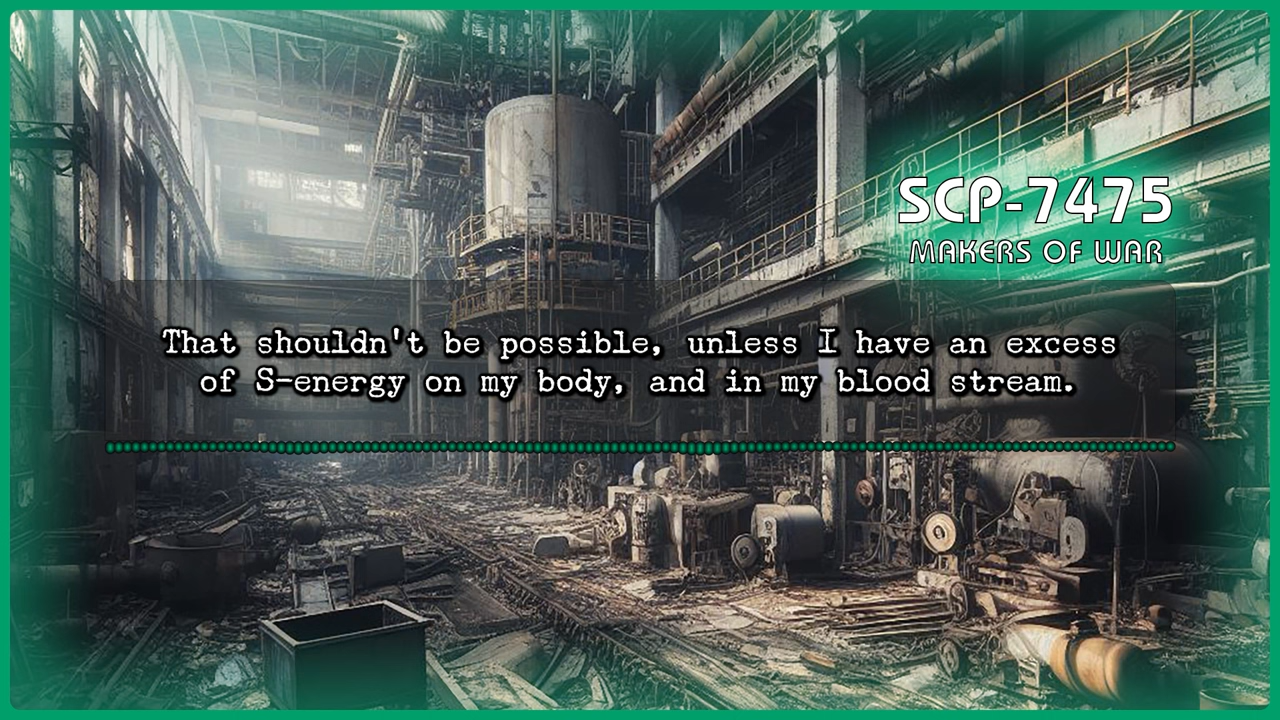 SCP-7475
MAKERS OF WAR
That shouldn't be possible, unless I have an excess
of S-energy on my body, and in my blood stream.